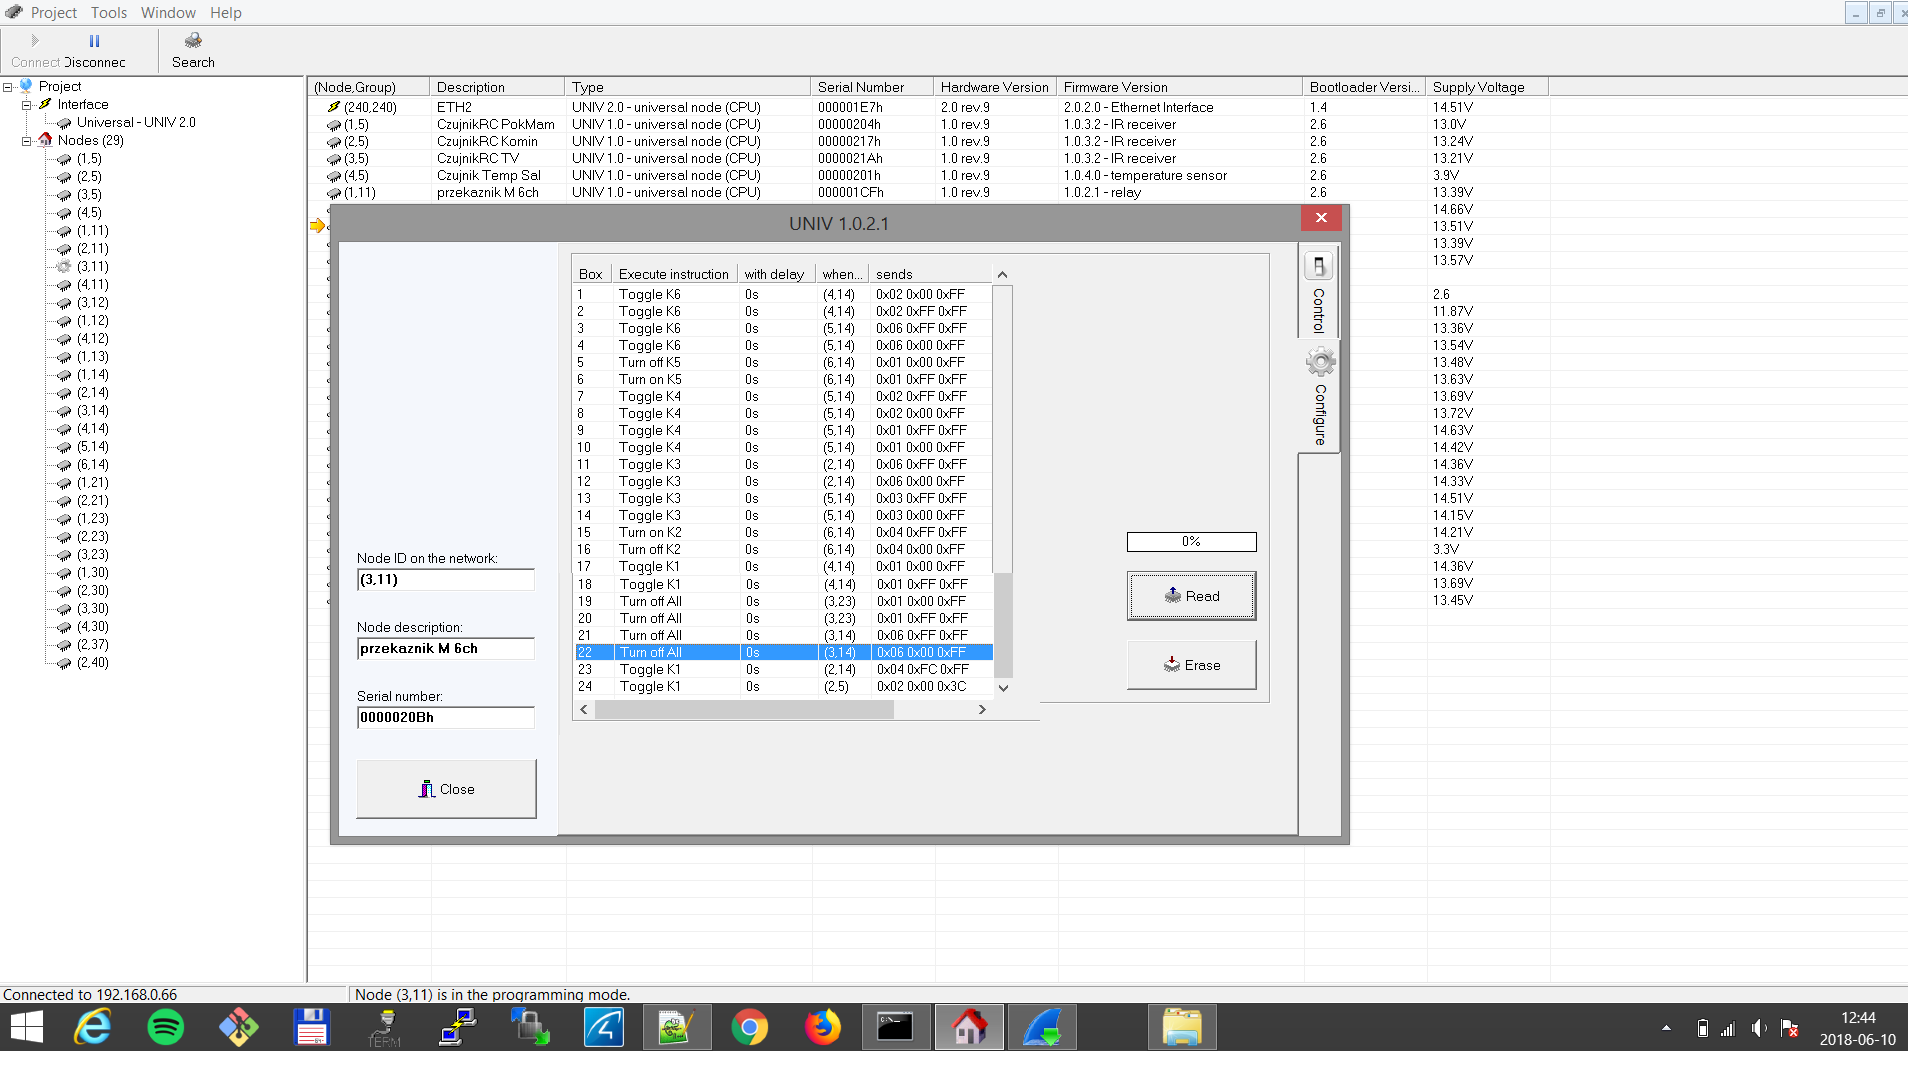 Project Tools Window Help
Connect Disconnec Search
Project
Interface
Universal - UNIV 2.0
Nodes (29)
(1,5)
(2,5)
(3,5)
(4,5)
(1,11)
(2,11)
(3,11)
(4,11)
(3,12)
(1,12)
(4,12)
(1,13)
(1,14)
(2,14)
(3,14)
(4,14)
(5,14)
(6,14)
(1,21)
(2,21)
(1,23)
(2,23)
(3,23)
(1,30)
(2,30)
(3,30)
(4,30)
(2,37)
(2,40)
(Node,Group) Description Type Serial Number Hardware Version Firmware Version Bootloader Versi... Supply Voltage
(240,240) ETH2 UNIV 2.0 - universal node (CPU) 000001E7h 2.0 rev.9 2.0.2.0 - Ethernet Interface 1.4 14.51V
(1,5) CzujnikRC PokMam UNIV 1.0 - universal node (CPU) 00000204h 1.0 rev.9 1.0.3.2 - IR receiver 2.6 13.0V
(2,5) CzujnikRC Komin UNIV 1.0 - universal node (CPU) 00000217h 1.0 rev.9 1.0.3.2 - IR receiver 2.6 13.24V
(3,5) CzujnikRC TV UNIV 1.0 - universal node (CPU) 0000021Ah 1.0 rev.9 1.0.3.2 - IR receiver 2.6 13.21V
(4,5) Czujnik Temp Sal UNIV 1.0 - universal node (CPU) 00000201h 1.0 rev.9 1.0.4.0 - temperature sensor 2.6 3.9V
(1,11) przekaznik M 6ch UNIV 1.0 - universal node (CPU) 000001CFh 1.0 rev.9 1.0.2.1 - relay 2.6 13.39V
14.66V
13.51V
13.39V
13.57V
2.6
11.87V
13.36V
13.54V
13.48V
13.63V
13.69V
13.72V
14.63V
14.42V
14.36V
14.33V
14.51V
14.15V
14.21V
3.3V
14.36V
13.69V
13.45V
UNIV 1.0.2.1
Node ID on the network:
(3,11)
Node description:
przekaznik M 6ch
Serial number:
0000020Bh
Close
Box Execute instruction with delay when... sends
1 Toggle K6 0s (4,14) 0x02 0x00 0xFF
2 Toggle K6 0s (4,14) 0x02 0xFF 0xFF
3 Toggle K6 0s (5,14) 0x06 0xFF 0xFF
4 Toggle K6 0s (5,14) 0x06 0x00 0xFF
5 Turn off K5 0s (6,14) 0x01 0x00 0xFF
6 Turn on K5 0s (6,14) 0x01 0xFF 0xFF
7 Toggle K4 0s (5,14) 0x02 0xFF 0xFF
8 Toggle K4 0s (5,14) 0x02 0x00 0xFF
9 Toggle K4 0s (5,14) 0x01 0xFF 0xFF
10 Toggle K4 0s (5,14) 0x01 0x00 0xFF
11 Toggle K3 0s (2,14) 0x06 0xFF 0xFF
12 Toggle K3 0s (2,14) 0x06 0x00 0xFF
13 Toggle K3 0s (5,14) 0x03 0xFF 0xFF
14 Toggle K3 0s (5,14) 0x03 0x00 0xFF
15 Turn on K2 0s (6,14) 0x04 0xFF 0xFF
16 Turn off K2 0s (6,14) 0x04 0x00 0xFF
17 Toggle K1 0s (4,14) 0x01 0x00 0xFF
18 Toggle K1 0s (4,14) 0x01 0xFF 0xFF
19 Turn off All 0s (3,23) 0x01 0x00 0xFF
20 Turn off All 0s (3,23) 0x01 0xFF 0xFF
21 Turn off All 0s (3,14) 0x06 0xFF 0xFF
22 Turn off All 0s (3,14) 0x06 0x00 0xFF
23 Toggle K1 0s (2,14) 0x04 0xFC 0xFF
24 Toggle K1 0s (2,5) 0x02 0x00 0x3C
0%
Read
Erase
Control
Configure
Connected to 192.168.0.66 Node (3,11) is in the programming mode.
TERM
12:44
2018-06-10